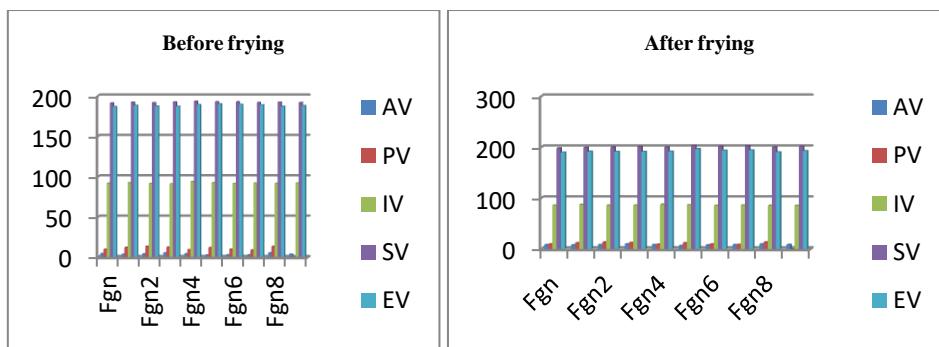 Before frying
200
150
100
50
0
Fgn
Fgn2
Fgn4
Fgn6
Fgn8
AV
PV
IV
SV
EV
After frying
300
200
100
0
Fgn
Fgn2
Fgn4
Fgn6
Fgn8
AV
PV
IV
SV
EV